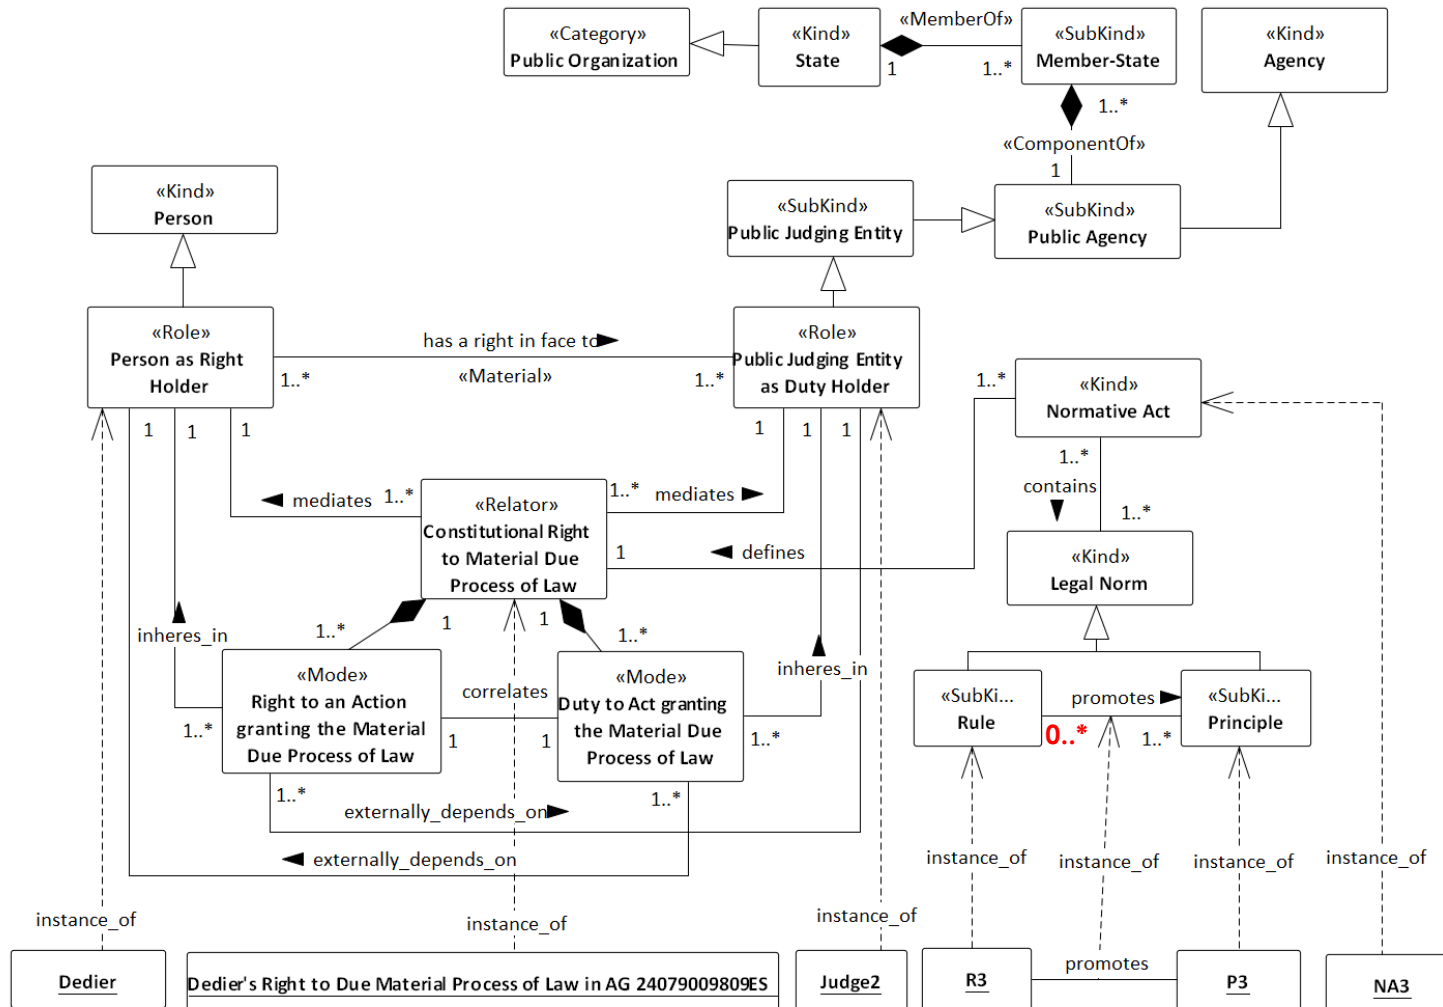 «MemberOf»
«Category»
Public Organization
«Kind»
State
1
1..*
«SubKind»
Member-State
«Kind»
Agency
1..*
«ComponentOf»
1
«Kind»
Person
«SubKind»
Public Judging Entity
«SubKind»
Public Agency
«Role»
Person as Right
Holder
has a right in face to
1..*
«Material»
1..*
«Role»
Public Judging Entity
as Duty Holder
1..*
«Kind»
Normative Act
1
1
1
1
1
1
1..*
contains
1..*
mediates
1..*
«Relator»
Constitutional Right
to Material Due
Process of Law
1..*
mediates
1
defines
«Kind»
Legal Norm
inheres_in
1..*
1
1
1..*
inheres_in
«Mode»
Right to an Action
granting the Material
Due Process of Law
1..*
correlates
1
1
«Mode»
Duty to Act granting
the Material Due
Process of Law
1..*
«SubKi...
Rule
promotes
0..*
1..*
«SubKi...
Principle
1..*
externally_depends_on
1..*
externally_depends_on
instance_of
instance_of
instance_of
instance_of
instance_of
instance_of
instance_of
Dedier
Dedier's Right to Due Material Process of Law in AG 24079009809ES
Judge2
R3
promotes
P3
NA3